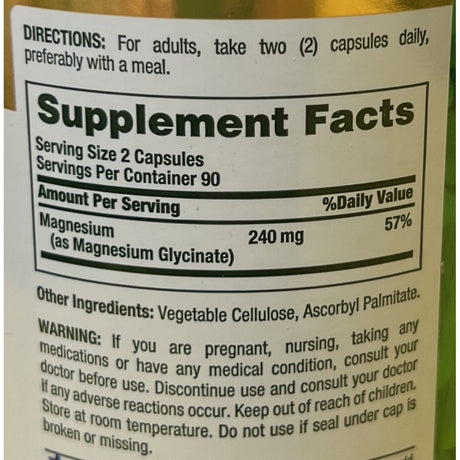 DIRECTIONS: For adults, take two (2) capsules daily,
preferably with a meal.
Supplement Facts
Serving Size 2 Capsules
Servings Per Container 90
Amount Per Serving %Daily Value
Magnesium 240 mg 57%
(as Magnesium Glycinate)
Other Ingredients: Vegetable Cellulose, Ascorbyl Palmitate.
WARNING: If you are pregnant, nursing, taking any
medications or have any medical condition, consult your
doctor before use. Discontinue use and consult your doctor
if any adverse reactions occur. Keep out of reach of children.
Store at room temperature. Do not use if seal under cap is
broken or missing.